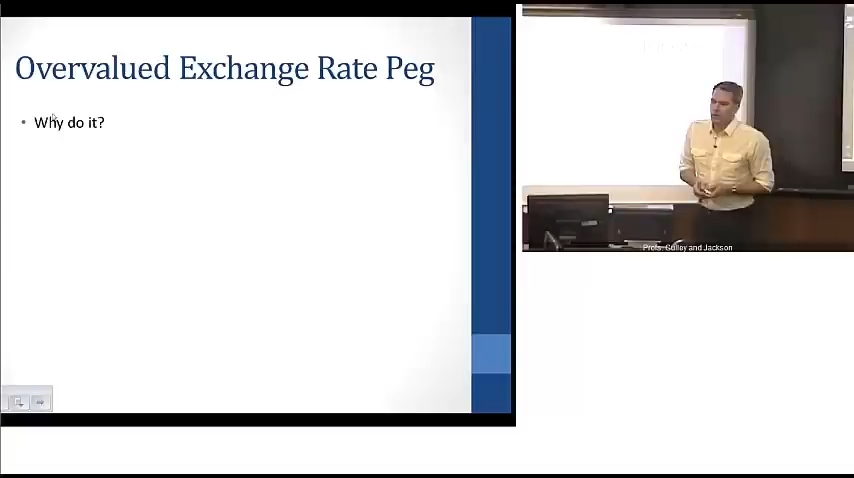 Overvalued Exchange Rate Peg
• Why do it?
Profs. Gulley and Jackson